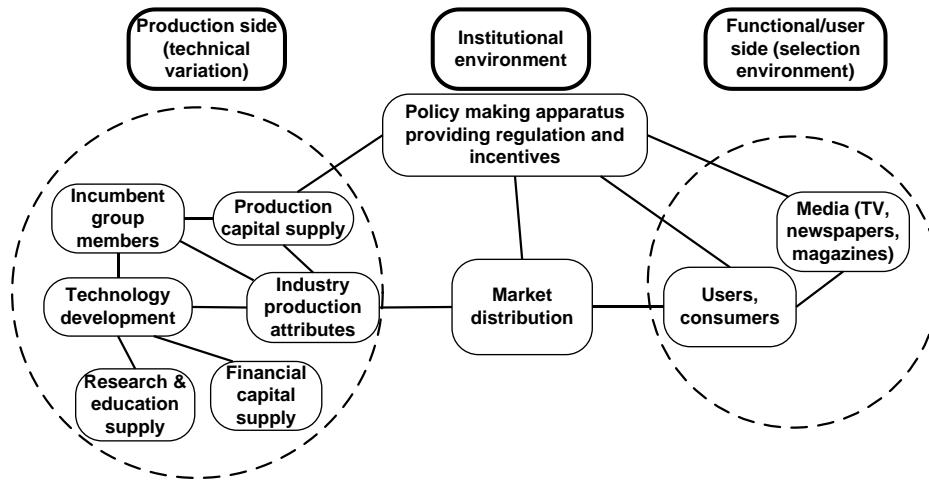 Production side
(technical
variation)
Institutional
environment
Functional/user
side (selection
environment)
Policy making apparatus
providing regulation and
incentives
Incumbent
group
members
Production
capital supply
Media (TV,
newspapers,
magazines)
Technology
development
Industry
production
attributes
Market
distribution
Users,
consumers
Research &
education
supply
Financial
capital
supply